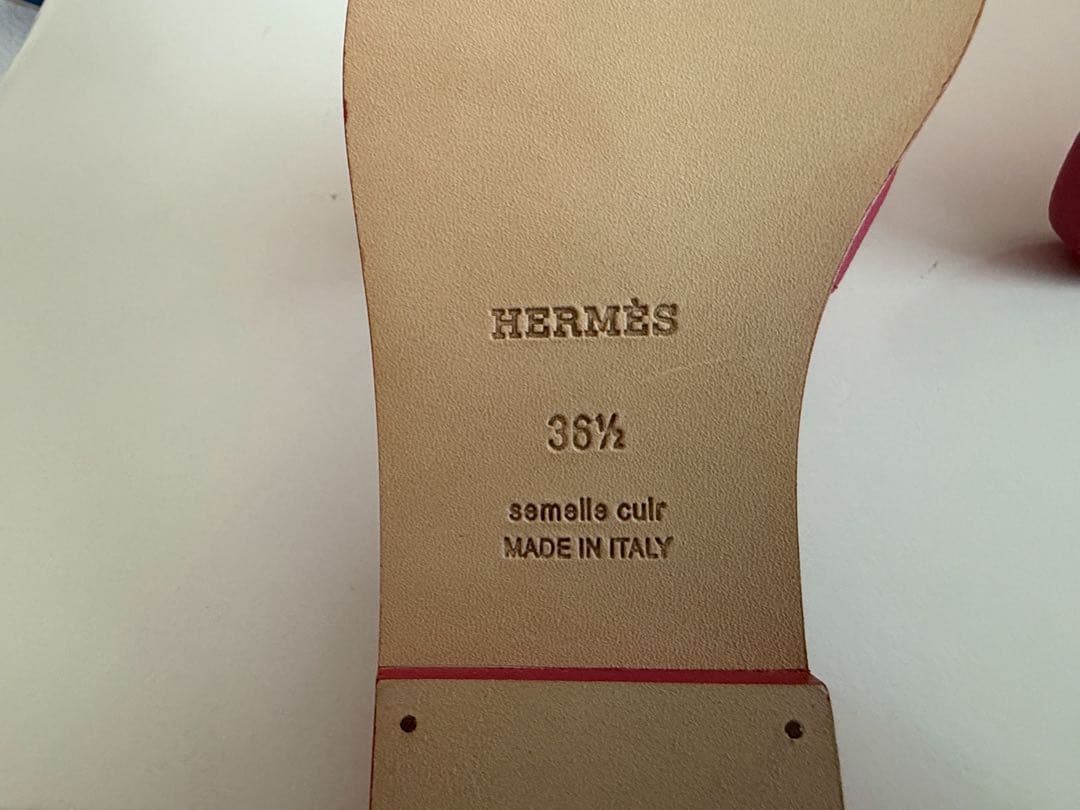 HERMÈS
36½
semelle cuir
MADE IN ITALY